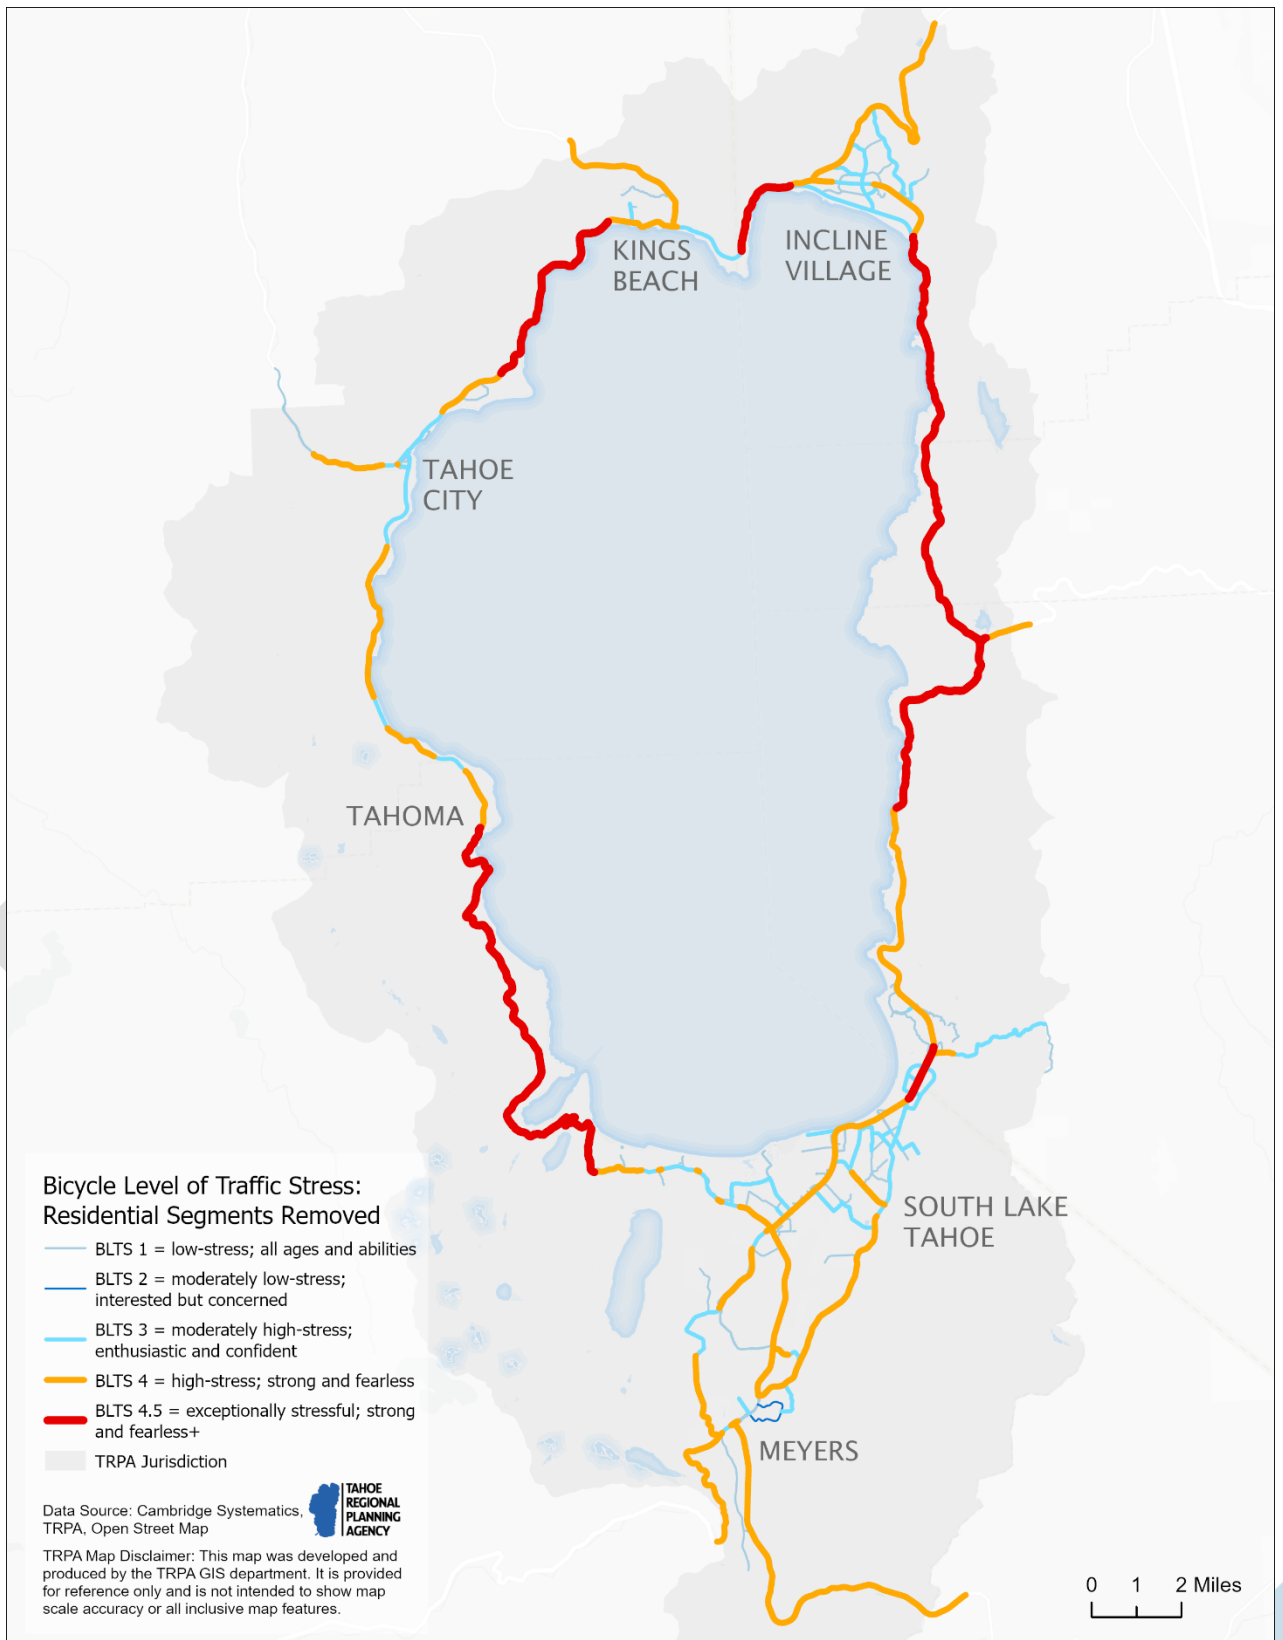 KINGS
BEACH
INCLINE
VILLAGE
TAHOE
CITY
TAHOMA
SOUTH LAKE
TAHOE
MEYERS
Bicycle Level of Traffic Stress:
Residential Segments Removed
BLTS 1 = low-stress; all ages and abilities
BLTS 2 = moderately low-stress;
interested but concerned
BLTS 3 = moderately high-stress;
enthusiastic and confident
BLTS 4 = high-stress; strong and fearless
BLTS 4.5 = exceptionally stressful; strong
and fearless+
TRPA Jurisdiction
Data Source: Cambridge Systematics,
TRPA, Open Street Map
TAHOE
REGIONAL
PLANNING
AGENCY
TRPA Map Disclaimer: This map was developed and
produced by the TRPA GIS department. It is provided
for reference only and is not intended to show map
scale accuracy or all inclusive map features.
0 1 2 Miles